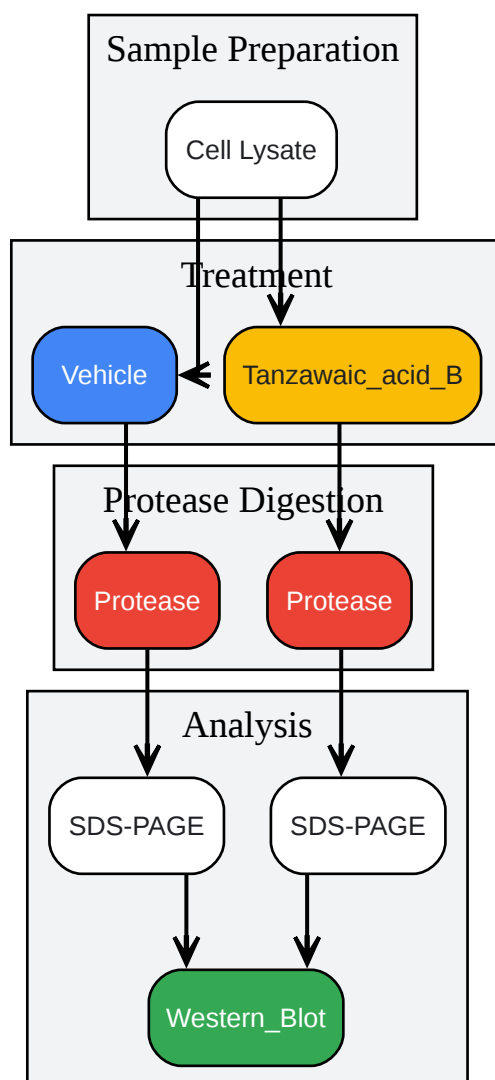 Sample Preparation
Cell Lysate
Treatment
Vehicle
Tanzawaic_acid_B
Protease Digestion
Protease
Protease
Analysis
SDS-PAGE
SDS-PAGE
Western_Blot